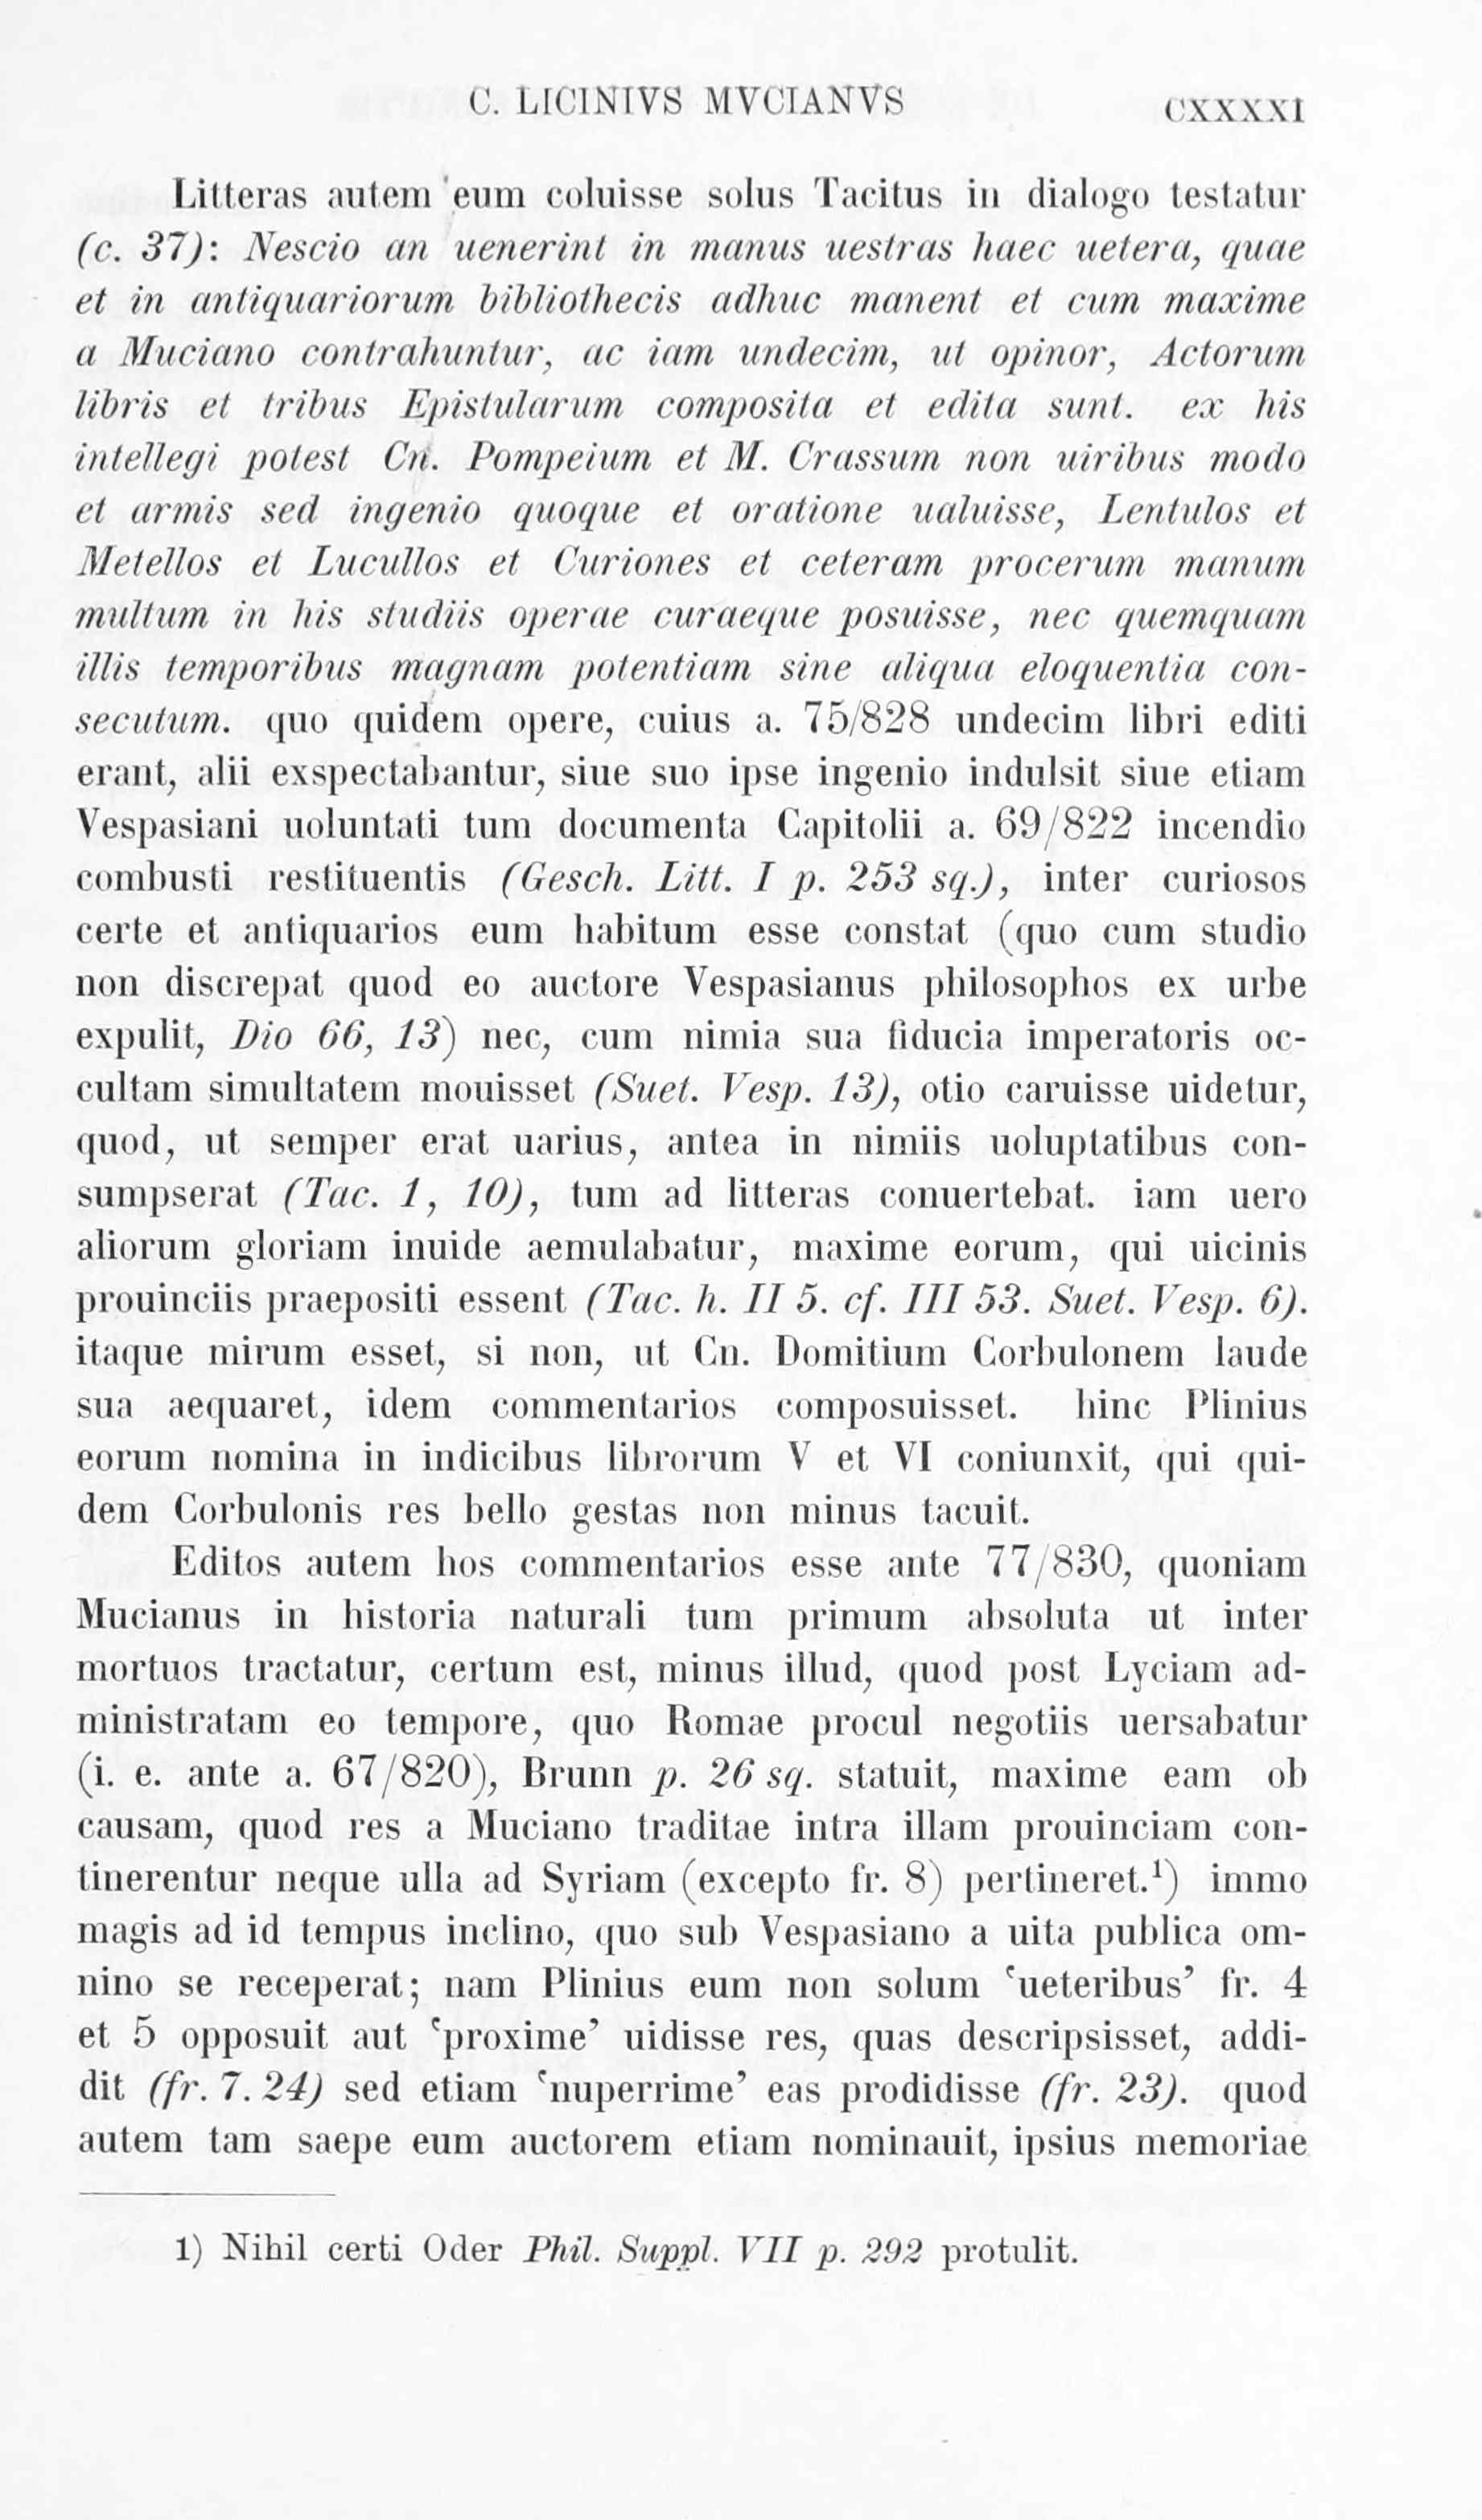 C. LICINIVS MVCIANVS CXXXXI
Litteras autem eum coluisse solus Tacitus in dialogo testatur
(c. 37): Nescio an uenerint in manus uestras haec uetera, quae
et in antiquariorum bibliothecis adhuc manent et cum maxime
a Muciano contrahuntur, ac iam undecim, ut opinor, Actorum
libris et tribus Epistularum composita et edita sunt. ex his
intellegi potest Cn. Pompeium et M. Crassum non uiribus modo
et armis sed ingenio quoque et oratione ualuisse, Lentulos et
Metellos et Lucullos et Curiones et ceteram procerum manum
multum in his studiis operae curaeque posuisse, nec quemquam
illis temporibus magnam potentiam sine aliqua eloquentia con-
secutum. quo quidem opere, cuius a. 75/828 undecim libri editi
erant, alii exspectabantur, siue suo ipse ingenio indulsit siue etiam
Vespasiani uoluntati tum documenta Capitolii a. 69/822 incendio
combusti restituentis (Gesch. Litt. I p. 253 sq.), inter curiosos
certe et antiquarios eum habitum esse constat (quo cum studio
non discrepat quod eo auctore Vespasianus philosophos ex urbe
expulit, Dio 66, 13) nec, cum nimia sua fiducia imperatoris oc-
cultam simultatem mouisset (Suet. Vesp. 13), otio caruisse uidetur,
quod, ut semper erat uarius, antea in nimiis uoluptatibus con-
sumpserat (Tac. 1, 10), tum ad litteras conuertebat. iam uero
aliorum gloriam inuide aemulabatur, maxime eorum, qui uicinis
prouinciis praepositi essent (Tac. h. II 5. cf. III 53. Suet. Vesp. 6).
itaque mirum esset, si non, ut Cn. Domitium Corbulonem laude
sua aequaret, idem commentarios composuisset. hinc Plinius
eorum nomina in indicibus librorum V et VI coniunxit, qui qui-
dem Corbulonis res bello gestas non minus tacuit.
Editos autem hos commentarios esse ante 77/830, quoniam
Mucianus in historia naturali tum primum absoluta ut inter
mortuos tractatur, certum est, minus illud, quod post Lyciam ad-
ministratam eo tempore, quo Romae procul negotiis uersabatur
(i. e. ante a. 67/820), Brunn p. 26 sq. statuit, maxime eam ob
causam, quod res a Muciano traditae intra illam prouinciam con-
tinerentur neque ulla ad Syriam (excepto fr. 8) pertineret.¹) immo
magis ad id tempus inclino, quo sub Vespasiano a uita publica om-
nino se receperat; nam Plinius eum non solum ‘ueteribus’ fr. 4
et 5 opposuit aut ‘proxime’ uidisse res, quas descripsisset, addi-
dit (fr. 7. 24) sed etiam ‘nuperrime’ eas prodidisse (fr. 23). quod
autem tam saepe eum auctorem etiam nominauit, ipsius memoriae
1) Nihil certi Oder Phil. Suppl. VII p. 292 protulit.